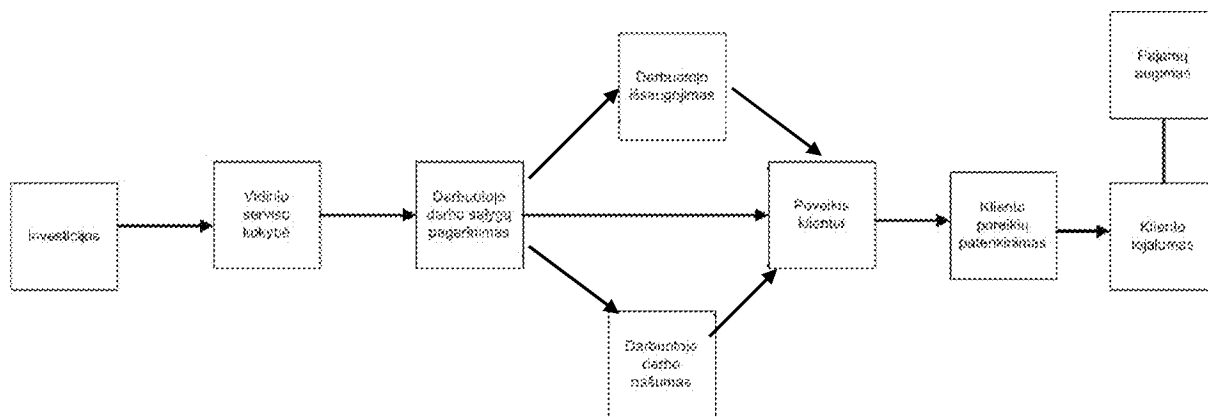 Investicijos
Vidinio
serviso
kokybė
Darbuotojo
darbo sąlygų
pagerinimas
Darbuotojo
išsaugojimas
Darbuotojo
darbo
našumas
Poveikis
klientui
Kliento
poreikių
patenkinimas
Kliento
lojalumas
Pajamų
augimas